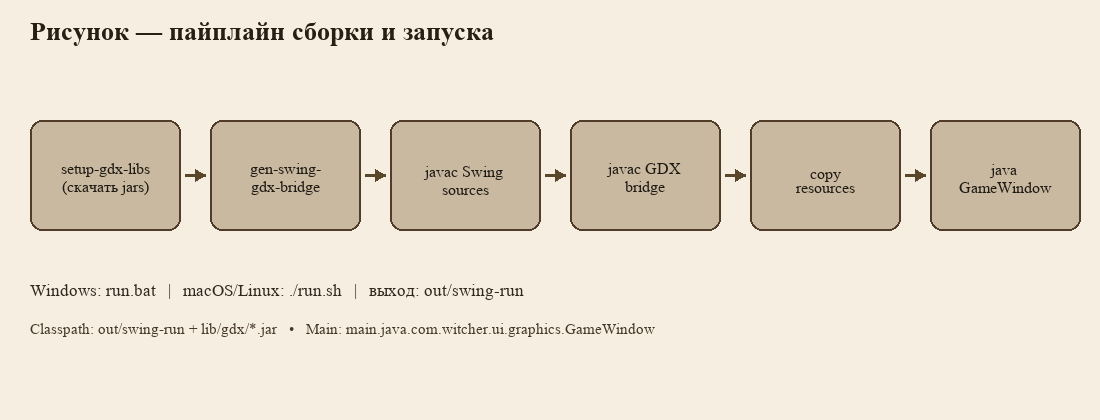 Рисунок — пайплайн сборки и запуска
setup-gdx-libs
(скачать jars)
gen-swing-
gdx-bridge
javac Swing
sources
javac GDX
bridge
copy
resources
java
GameWindow
Windows: run.bat | macOS/Linux: ./run.sh | выход: out/swing-run
Classpath: out/swing-run + lib/gdx/*.jar • Main: main.java.com.witcher.ui.graphics.GameWindow